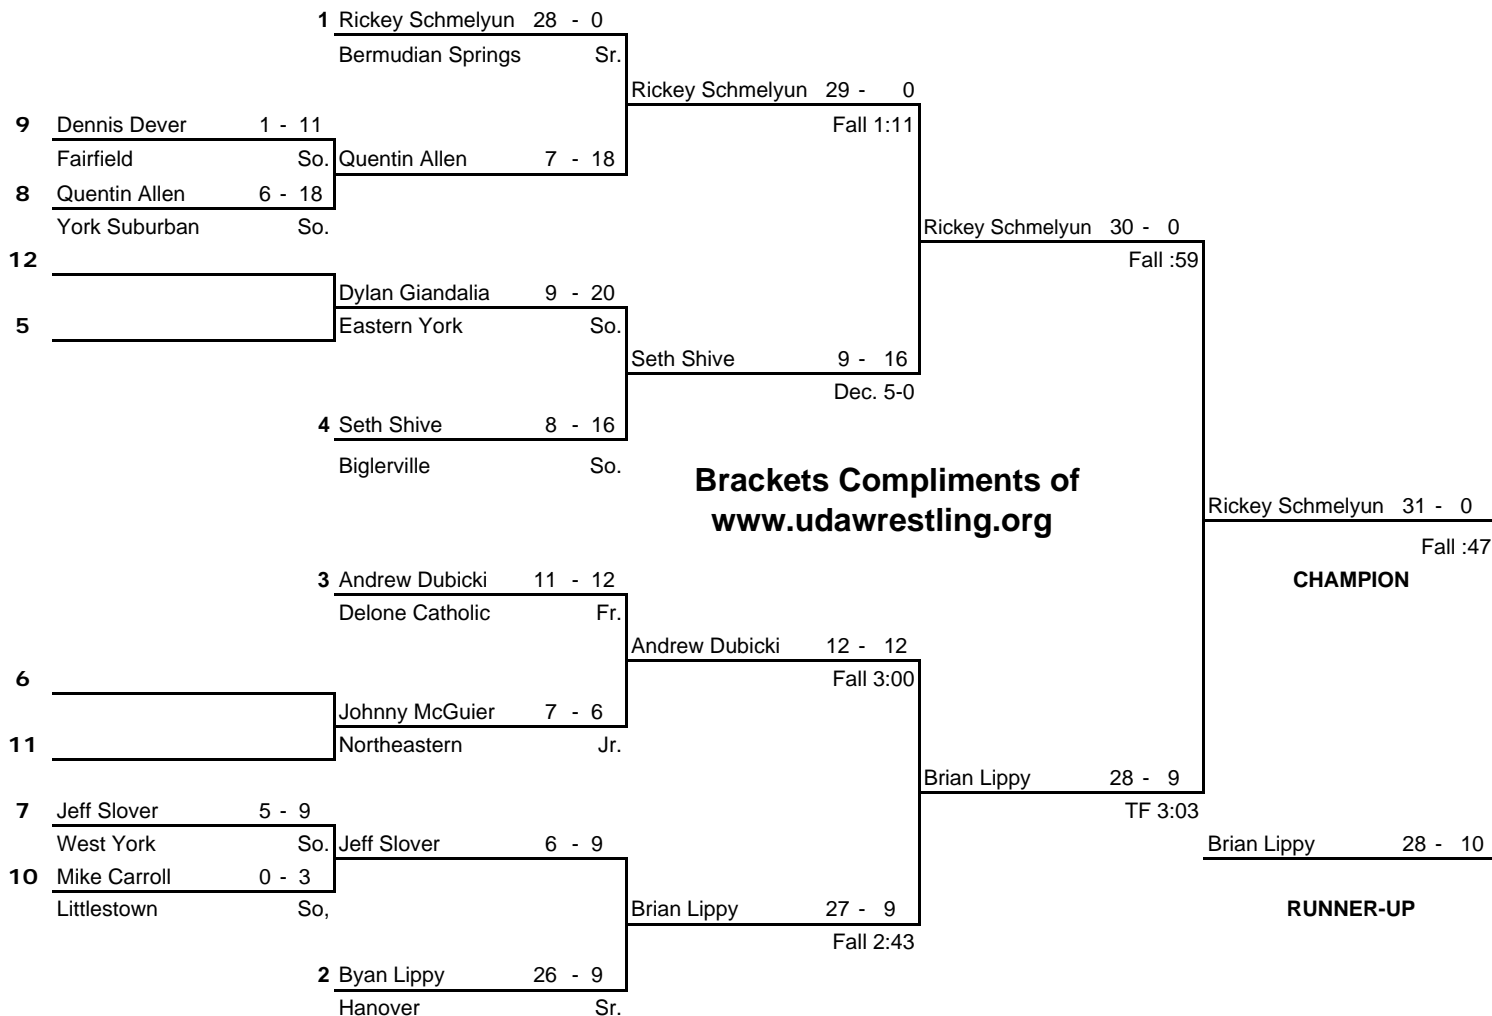 1 Rickey Schmelyun 28 - 0
Bermudian Springs Sr.
Rickey Schmelyun 29 - 0
9 Dennis Dever 1 - 11
Fall 1:11
Fairfield So. Quentin Allen 7 - 18
8 Quentin Allen 6 - 18
York Suburban So.
Rickey Schmelyun 30 - 0
12
Fall :59
Dylan Giandalia 9 - 20
5 Eastern York So.
Seth Shive 9 - 16
Dec. 5-0
4 Seth Shive 8 - 16
Biglerville So.
Brackets Compliments of
www.udawrestling.org
Rickey Schmelyun 31 - 0
Fall :47
CHAMPION
3 Andrew Dubicki 11 - 12
Delone Catholic Fr.
Andrew Dubicki 12 - 12
6
Fall 3:00
Johnny McGuier 7 - 6
11 Northeastern Jr.
Brian Lippy 28 - 9
TF 3:03
7 Jeff Slover 5 - 9
West York So. Jeff Slover 6 - 9
Brian Lippy 28 - 10
10 Mike Carroll 0 - 3
Littlestown So,
Brian Lippy 27 - 9
RUNNER-UP
Fall 2:43
2 Byan Lippy 26 - 9
Hanover Sr.